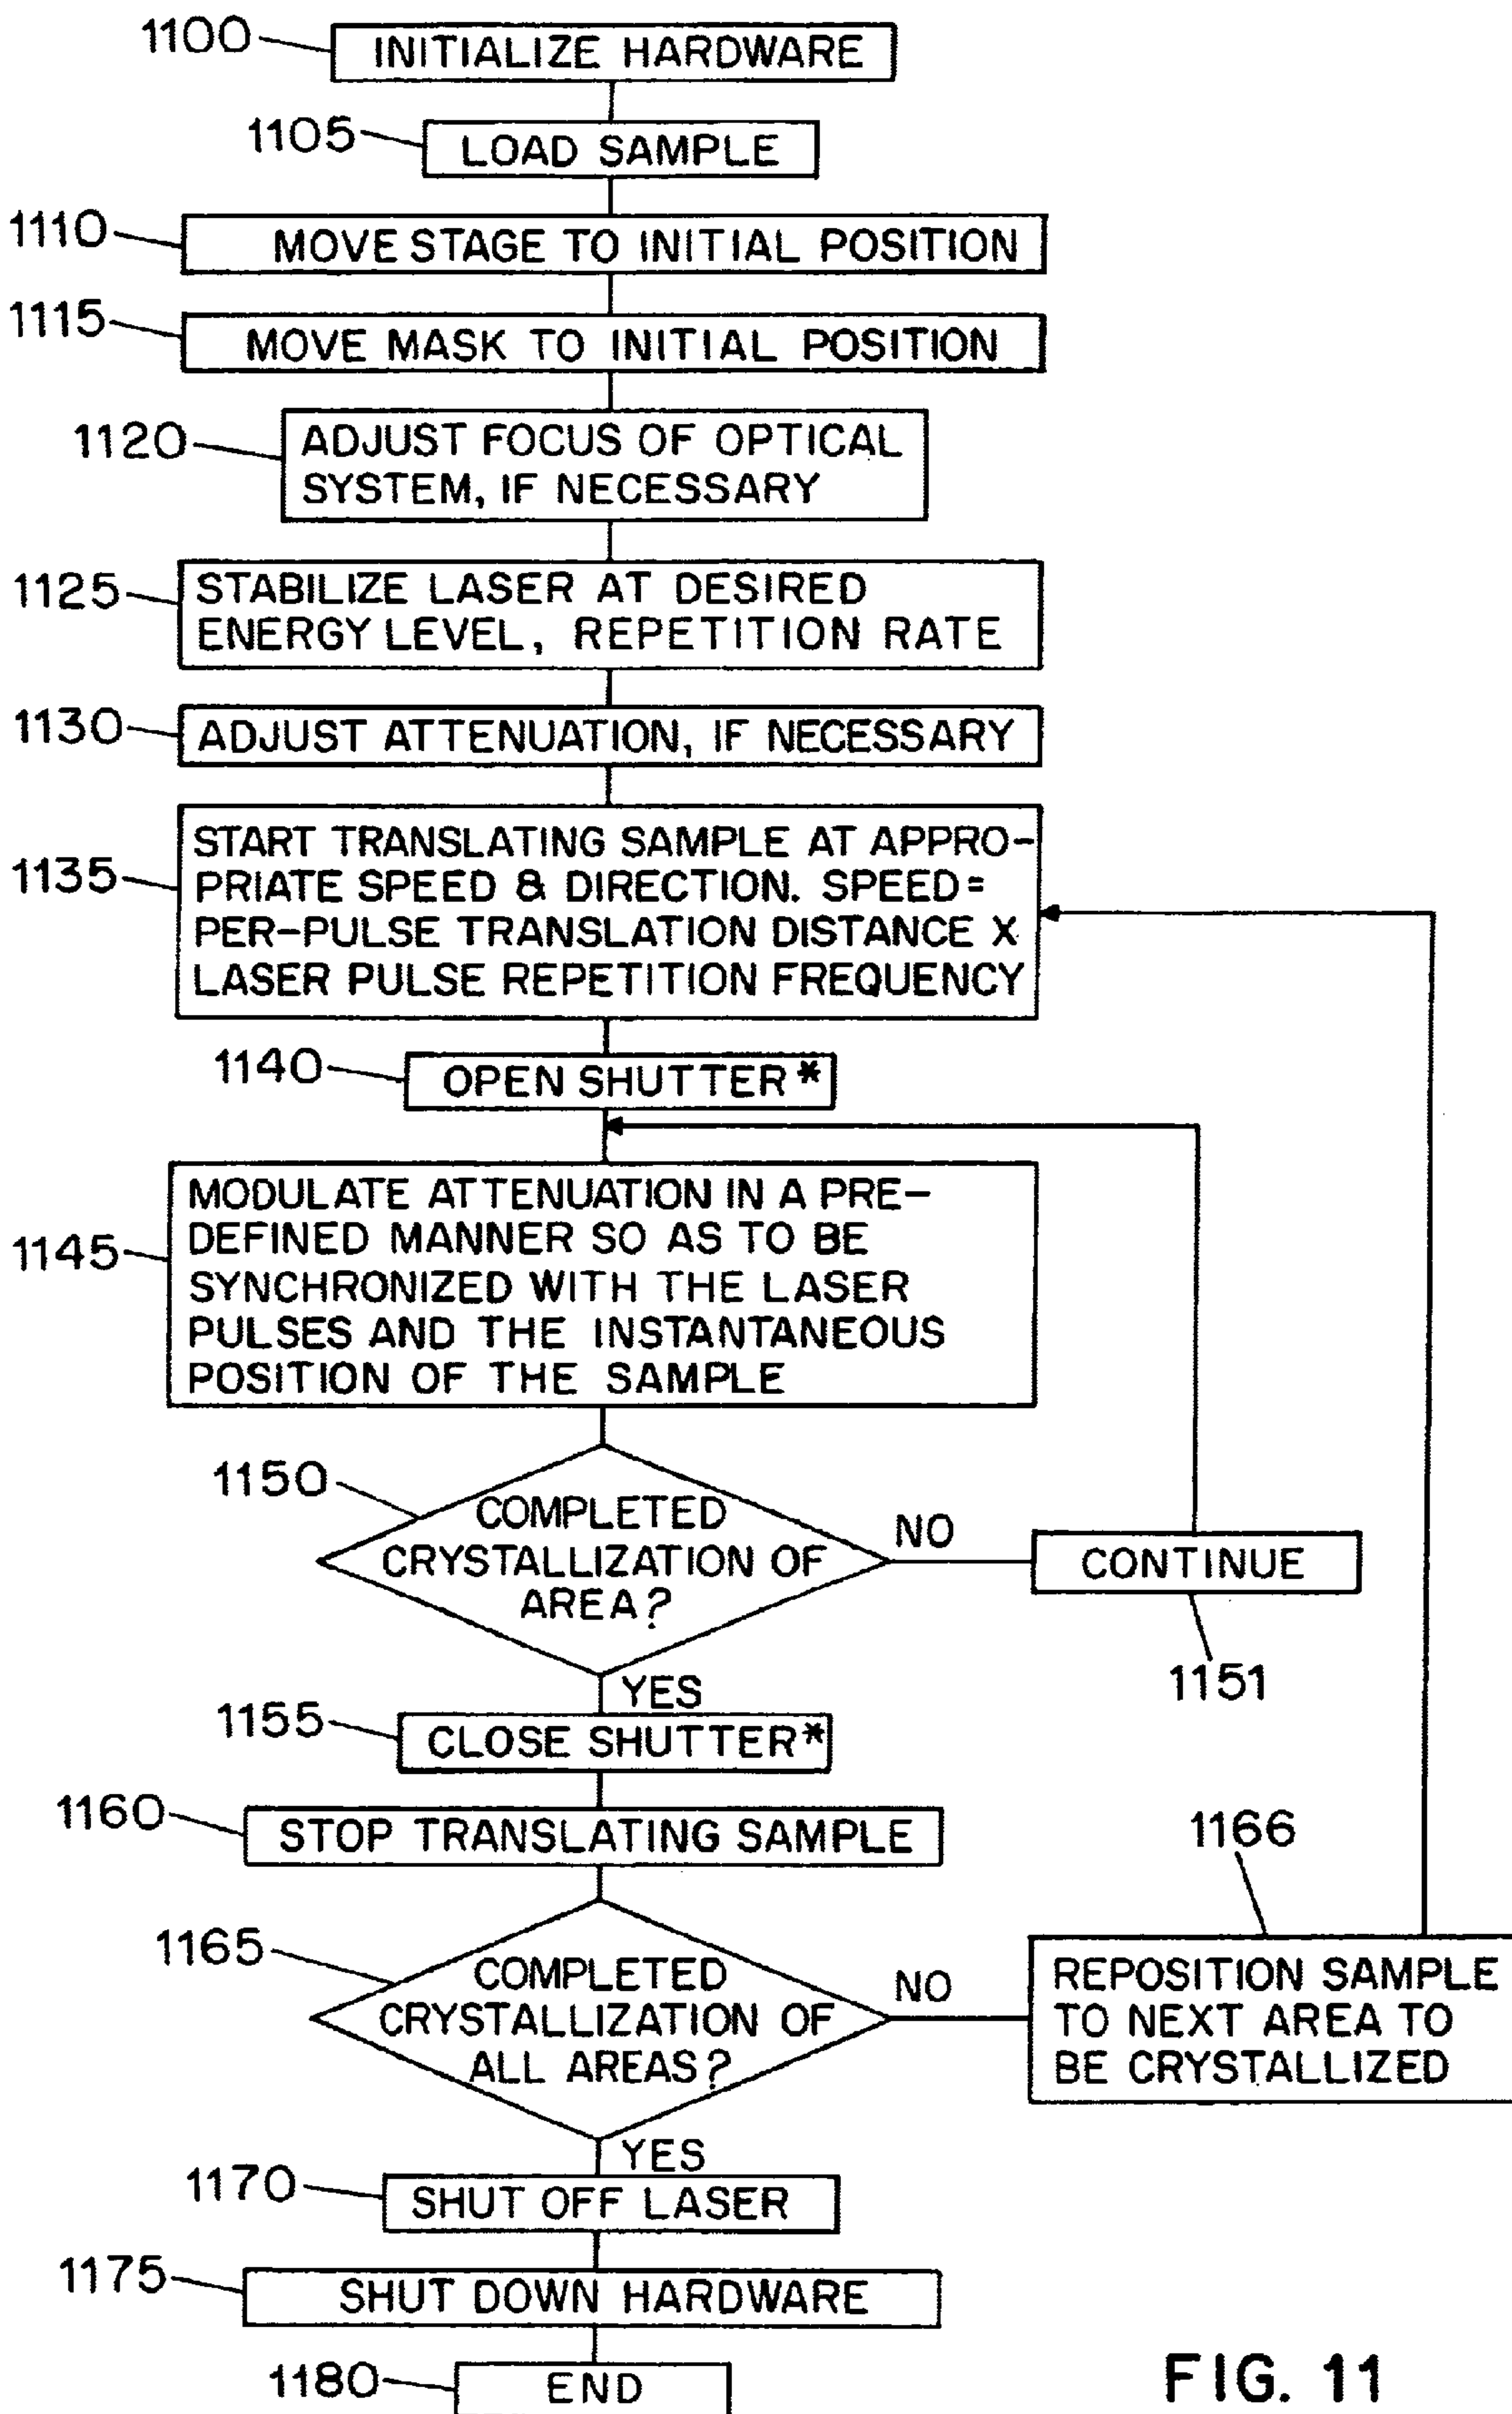 1100
INITIALIZE HARDWARE
1105
LOAD SAMPLE
1110
MOVE STAGE TO INITIAL POSITION
1115
MOVE MASK TO INITIAL POSITION
1120
ADJUST FOCUS OF OPTICAL
SYSTEM, IF NECESSARY
1125
STABILIZE LASER AT DESIRED
ENERGY LEVEL, REPETITION RATE
1130
ADJUST ATTENUATION, IF NECESSARY
1135
START TRANSLATING SAMPLE AT APPRO-
PRIATE SPEED & DIRECTION. SPEED=
PER-PULSE TRANSLATION DISTANCE X
LASER PULSE REPETITION FREQUENCY
1140
OPEN SHUTTER*
1145
MODULATE ATTENUATION IN A PRE-
DEFINED MANNER SO AS TO BE
SYNCHRONIZED WITH THE LASER
PULSES AND THE INSTANTANEOUS
POSITION OF THE SAMPLE
1150
COMPLETED
CRYSTALLIZATION OF
AREA?
NO
CONTINUE
1151
YES
1155
CLOSE SHUTTER*
1160
STOP TRANSLATING SAMPLE
1165
COMPLETED
CRYSTALLIZATION OF
ALL AREAS?
NO
1166
REPOSITION SAMPLE
TO NEXT AREA TO
BE CRYSTALLIZED
YES
1170
SHUT OFF LASER
1175
SHUT DOWN HARDWARE
1180
END
FIG. 11